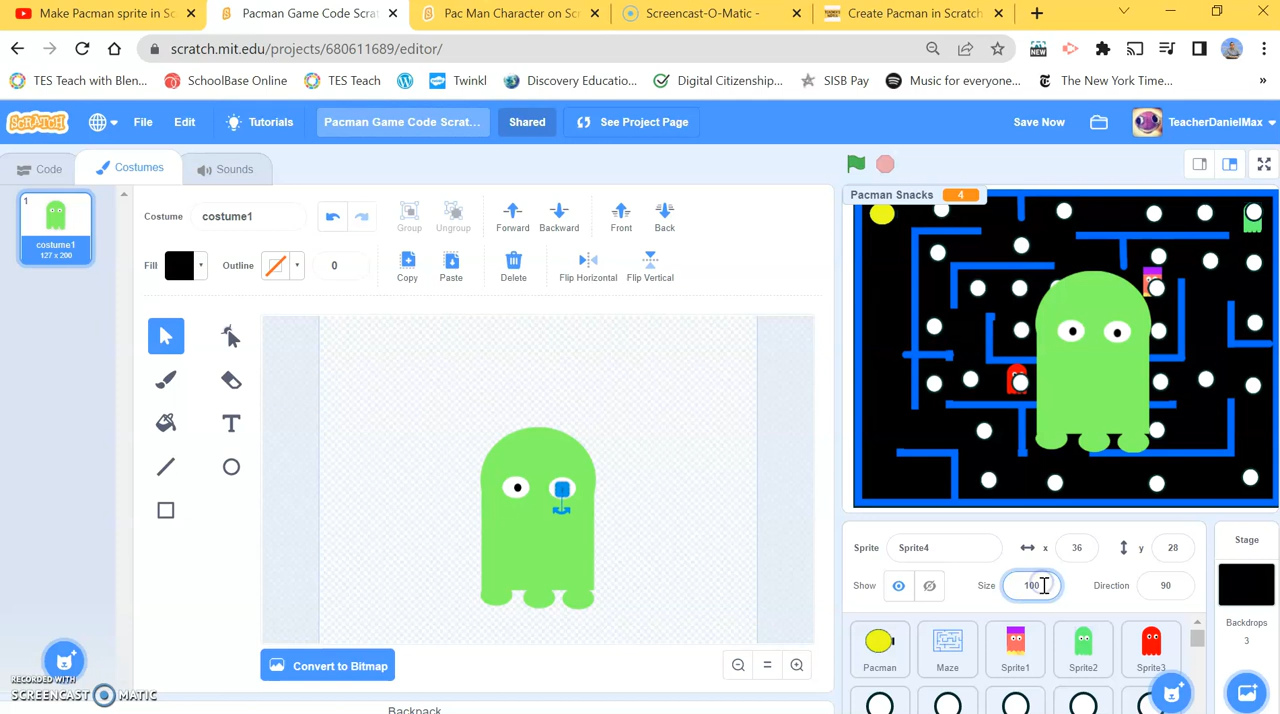 Make Pacman sprite in Sc
Pacman Game Code Scrat
Pac Man Character on Scr
Screencast-O-Matic -
Create Pacman in Scratch
scratch.mit.edu/projects/680611689/editor/
NEW
TES Teach with Blen...
SchoolBase Online
TES Teach
Twinkl
Discovery Educatio...
Digital Citizenship...
SISB Pay
Music for everyone...
The New York Time...
»
SCRATCH
File
Edit
Tutorials
Pacman Game Code Scrat...
Shared
See Project Page
Save Now
TeacherDanielMax
Code
Costumes
Sounds
1
costume1
127 x 200
Costume
costume1
Group
Ungroup
Forward
Backward
Front
Back
Fill
Outline
0
Copy
Paste
Delete
Flip Horizontal
Flip Vertical
Convert to Bitmap
Backpack
RECORDED WITH
SCREENCAST MATIC
Pacman Snacks 4
Sprite
Sprite4
x
36
y
28
Show
Size
100
Direction
90
Pacman
Maze
Sprite1
Sprite2
Sprite3
Stage
Backdrops
3